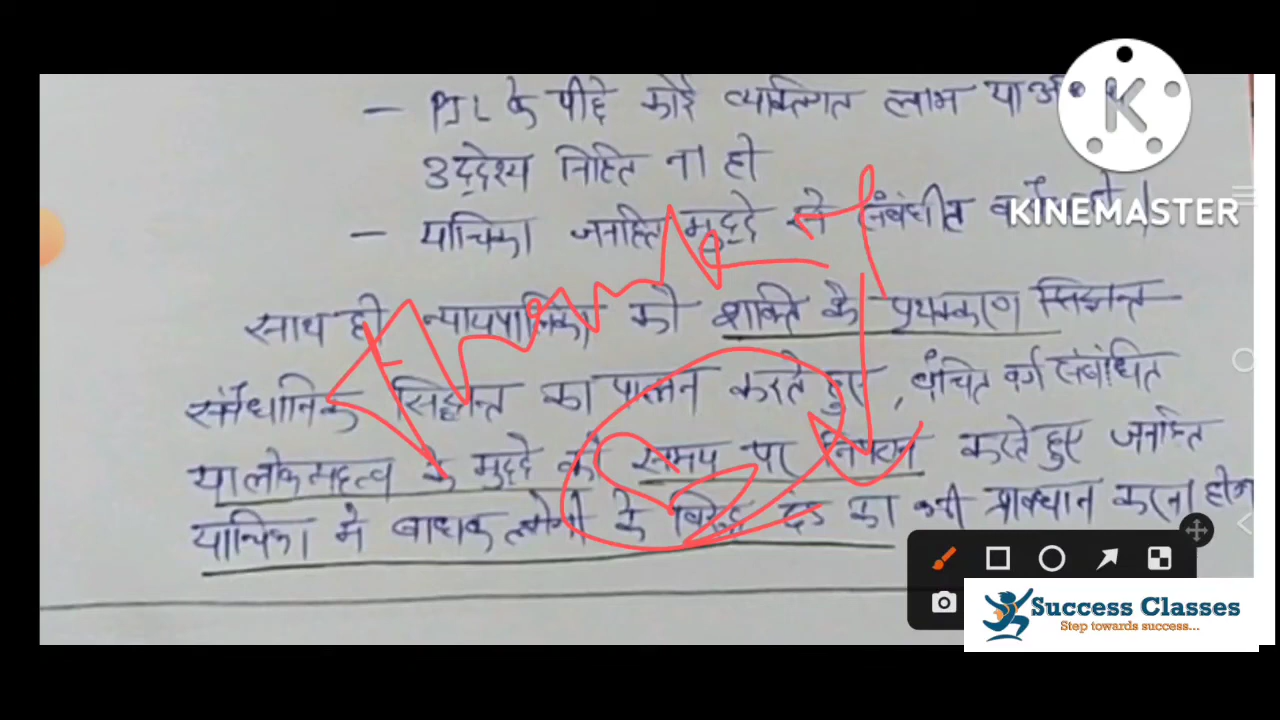 - PIL के पीछे कोई व्यक्तिगत लाभ या
उद्देश्य निहित ना हो
- याचिका जनहित मुद्दे से संबंधीत
साथ ही न्यायपालिका को शक्ति के पृथक्करण सिद्धान्त
संवैधानिक सिद्धान्त का पालन करते हुए, वंचित वर्ग संबंधित
या लोकमहत्व के मुद्दे को समय पर निपटान करते हुए जनहित
याचिका मे बाधक लोगो के विरुद्ध दंड का भी प्रावधान करना होगा
KINEMASTER
Success Classes
Step towards success...